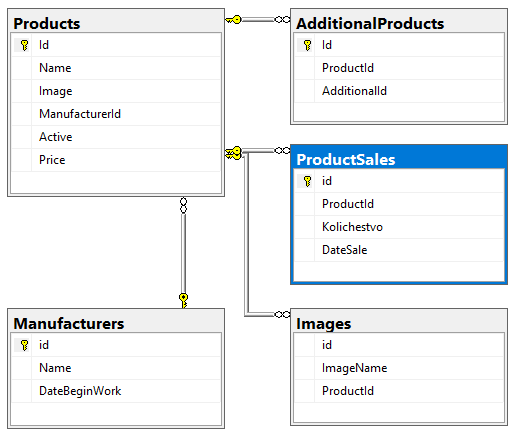 Products
Id
Name
Image
ManufacturerId
Active
Price
AdditionalProducts
Id
ProductId
AdditionalId
ProductSales
id
ProductId
Kolichestvo
DateSale
Manufacturers
id
Name
DateBeginWork
Images
id
ImageName
ProductId